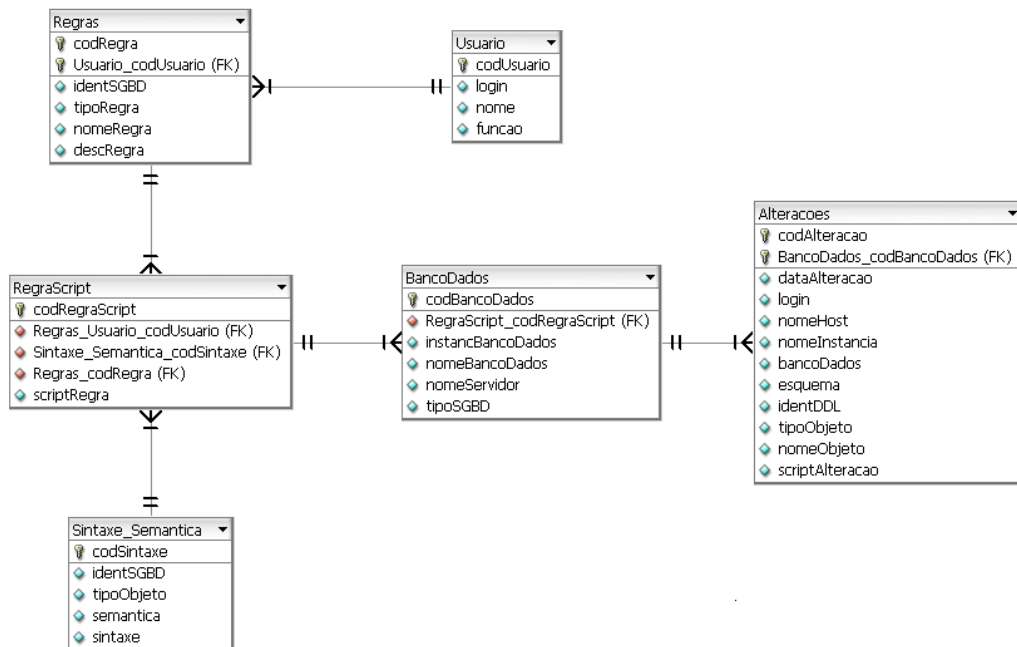 Regras
codRegra
Usuario_codUsuario (FK)
identSGBD
tipoRegra
nomeRegra
descRegra
Usuario
codUsuario
login
nome
funcao
Alteracoes
codAlteracao
BancoDados_codBancoDados (FK)
dataAlteracao
login
nomeHost
nomeInstancia
bancoDados
esquema
identDDL
tipoObjeto
nomeObjeto
scriptAlteracao
RegraScript
codRegraScript
Regras_Usuario_codUsuario (FK)
Sintaxe_Semantica_codSintaxe (FK)
Regras_codRegra (FK)
scriptRegra
BancoDados
codBancoDados
RegraScript_codRegraScript (FK)
instancBancoDados
nomeBancoDados
nomeServidor
tipoSGBD
Sintaxe_Semantica
codSintaxe
identSGBD
tipoObjeto
semantica
sintaxe